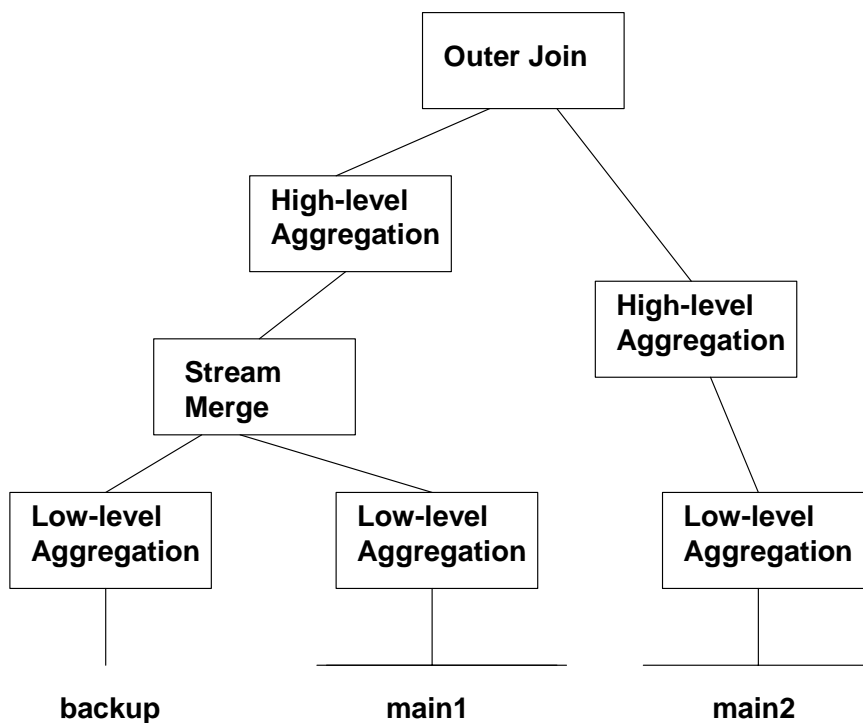 Outer Join
High-level
Aggregation
High-level
Aggregation
Stream
Merge
Low-level
Aggregation
Low-level
Aggregation
Low-level
Aggregation
backup
main1
main2